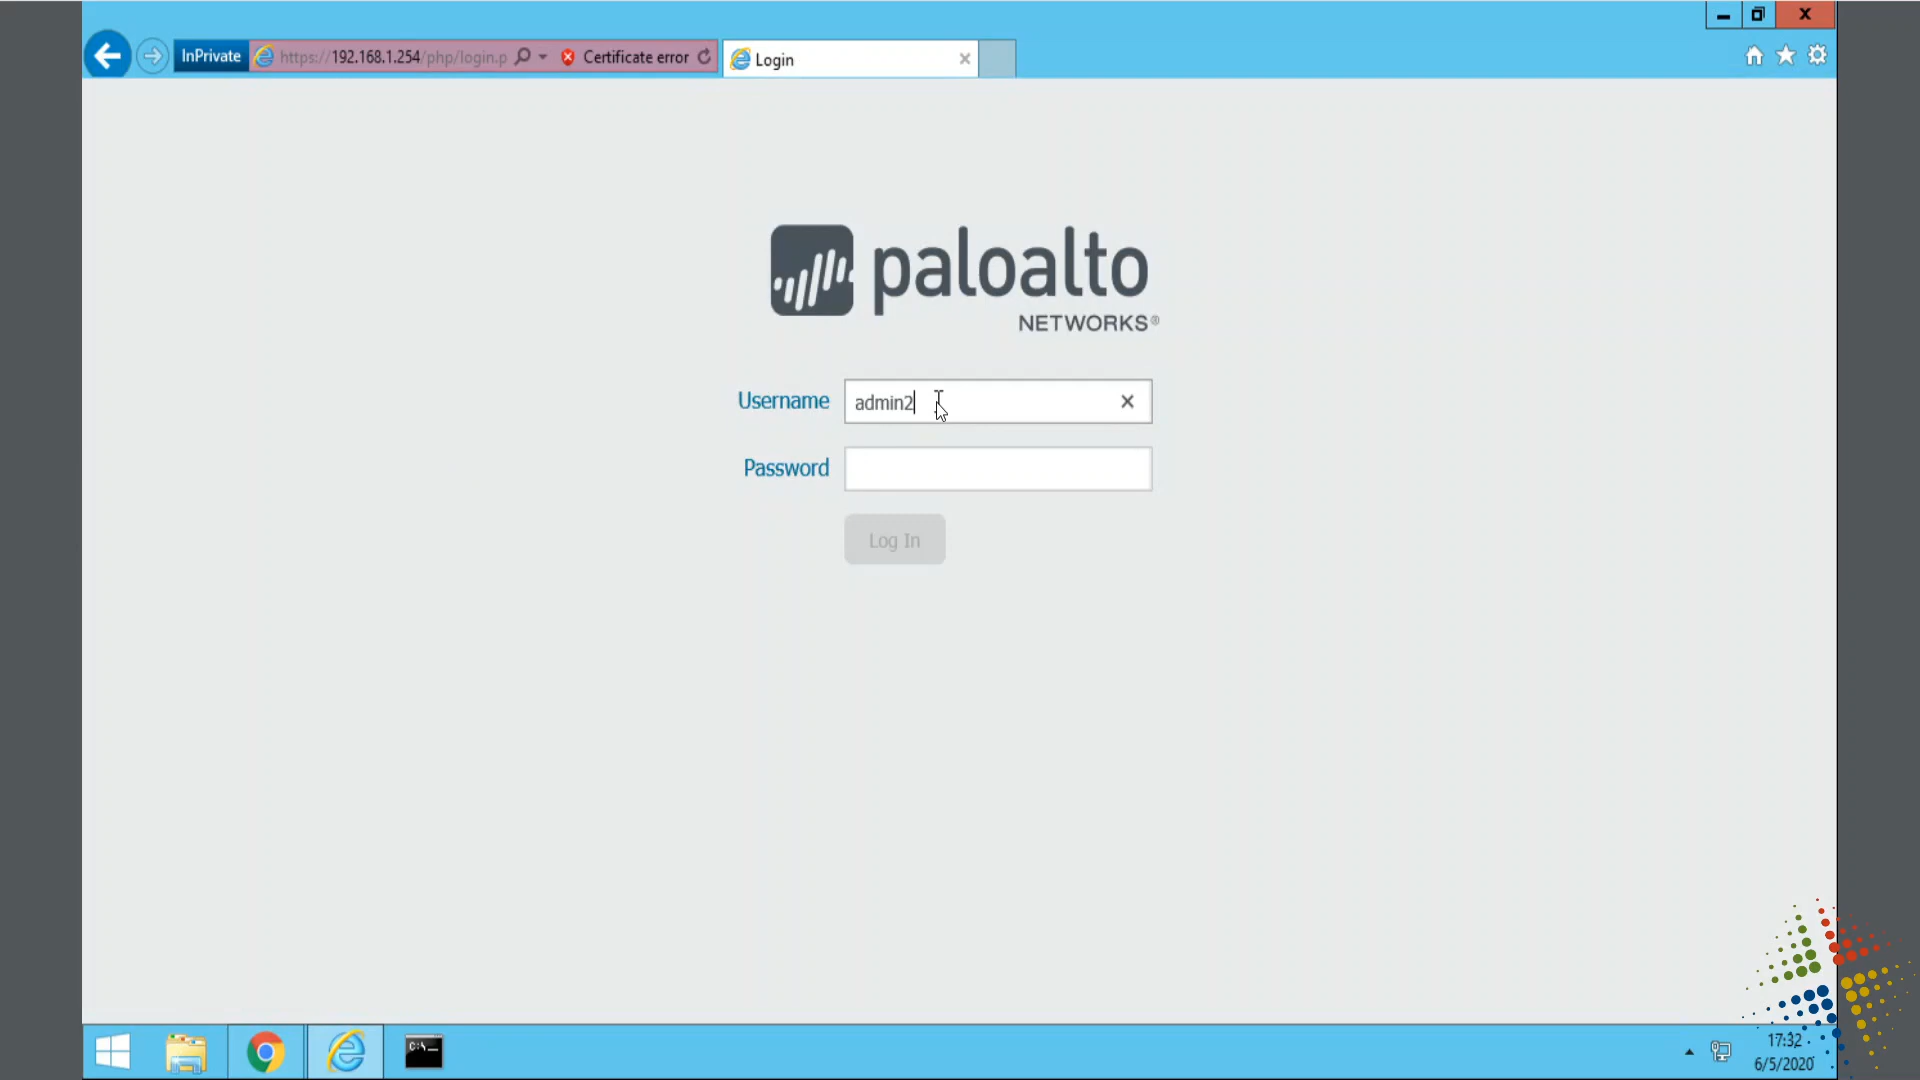 InPrivate https://192.168.1.254/php/login.p Certificate error Login
paloalto
NETWORKS®
Username admin2
Password
Log In
C:\
17:32
6/5/2020